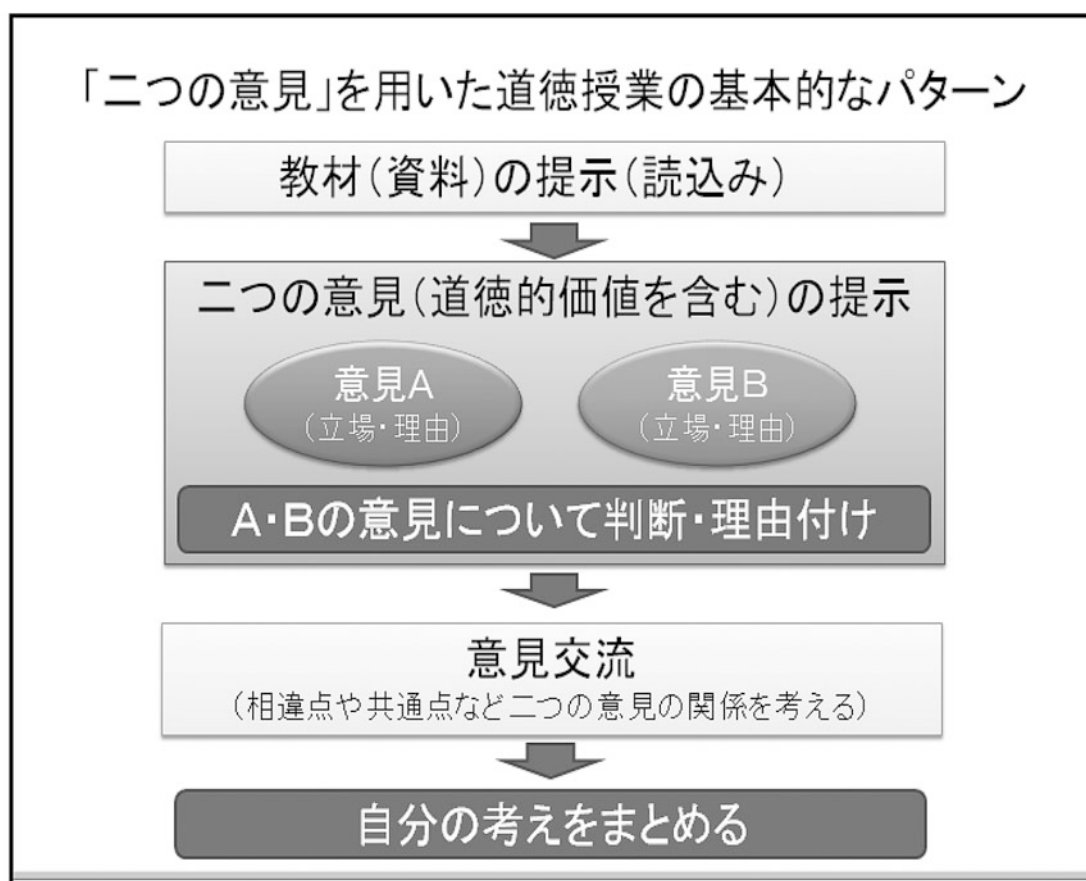 「二つの意見」を用いた道徳授業の基本的なパターン
教材(資料)の提示(読込み)
二つの意見(道徳的価値を含む)の提示
意見A
(立場・理由)
意見B
(立場・理由)
A・Bの意見について判断・理由付け
意見交流
(相違点や共通点など二つの意見の関係を考える)
自分の考えをまとめる